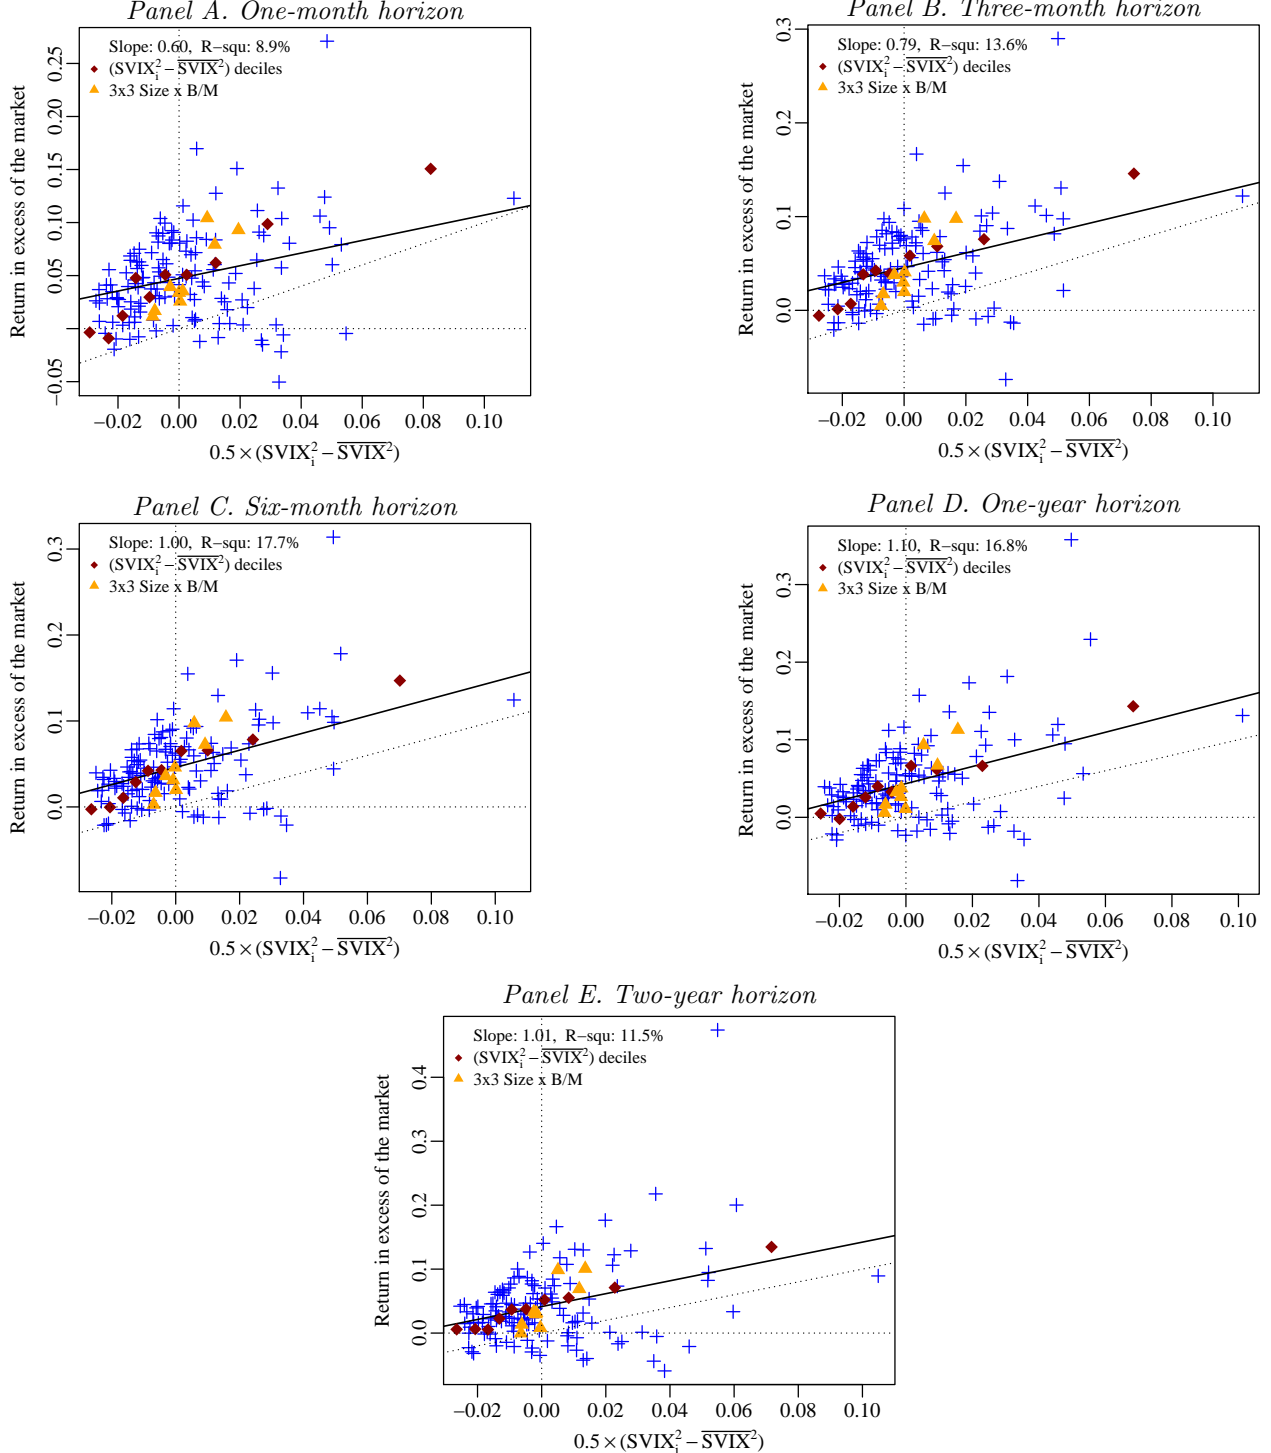 Panel A. One-month horizon
Slope: 0.60, R−squ: 8.9%
(SVIX²ᵢ − S̅V̅I̅X̅²) deciles
3x3 Size x B/M
Return in excess of the market
−0.05 0.05 0.10 0.15 0.20 0.25
−0.02 0.00 0.02 0.04 0.06 0.08 0.10
0.5 × (SVIX²ᵢ − S̅V̅I̅X̅²)
Panel B. Three-month horizon
Slope: 0.79, R−squ: 13.6%
(SVIX²ᵢ − S̅V̅I̅X̅²) deciles
3x3 Size x B/M
Return in excess of the market
0.0 0.1 0.2 0.3
−0.02 0.00 0.02 0.04 0.06 0.08 0.10
0.5 × (SVIX²ᵢ − S̅V̅I̅X̅²)
Panel C. Six-month horizon
Slope: 1.00, R−squ: 17.7%
(SVIX²ᵢ − S̅V̅I̅X̅²) deciles
3x3 Size x B/M
Return in excess of the market
0.0 0.1 0.2 0.3
−0.02 0.00 0.02 0.04 0.06 0.08 0.10
0.5 × (SVIX²ᵢ − S̅V̅I̅X̅²)
Panel D. One-year horizon
Slope: 1.10, R−squ: 16.8%
(SVIX²ᵢ − S̅V̅I̅X̅²) deciles
3x3 Size x B/M
Return in excess of the market
0.0 0.1 0.2 0.3
−0.02 0.00 0.02 0.04 0.06 0.08 0.10
0.5 × (SVIX²ᵢ − S̅V̅I̅X̅²)
Panel E. Two-year horizon
Slope: 1.01, R−squ: 11.5%
(SVIX²ᵢ − S̅V̅I̅X̅²) deciles
3x3 Size x B/M
Return in excess of the market
0.0 0.1 0.2 0.3 0.4
−0.02 0.00 0.02 0.04 0.06 0.08 0.10
0.5 × (SVIX²ᵢ − S̅V̅I̅X̅²)